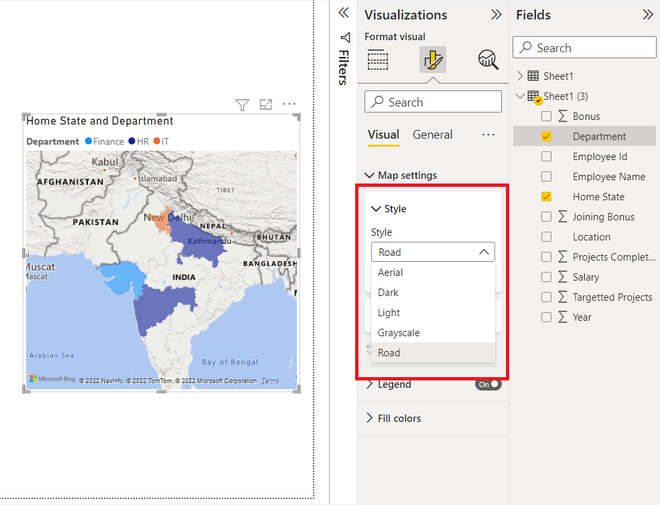 Home State and Department
Department Finance HR IT
Kabul
Islamabad
AFGHANISTAN
TIBET
New Delhi
PAKISTAN
NEPAL
Kathmandu
BHUTAN
BANGLADESH
Muscat
Mascat
INDIA
Arabian Sea
Bay of Bengal
Microsoft Bing © 2022 NavInfo, © 2022 TomTom, © 2022 Microsoft Corporation Terms
Filters
Visualizations
Format visual
Search
Visual General
Map settings
Style
Style
Road
Aerial
Dark
Light
Grayscale
Road
Legend On
Fill colors
Fields
Search
Sheet1
Sheet1 (3)
Bonus
Department
Employee Id
Employee Name
Home State
Joining Bonus
Location
Projects Complet...
Salary
Targetted Projects
Year